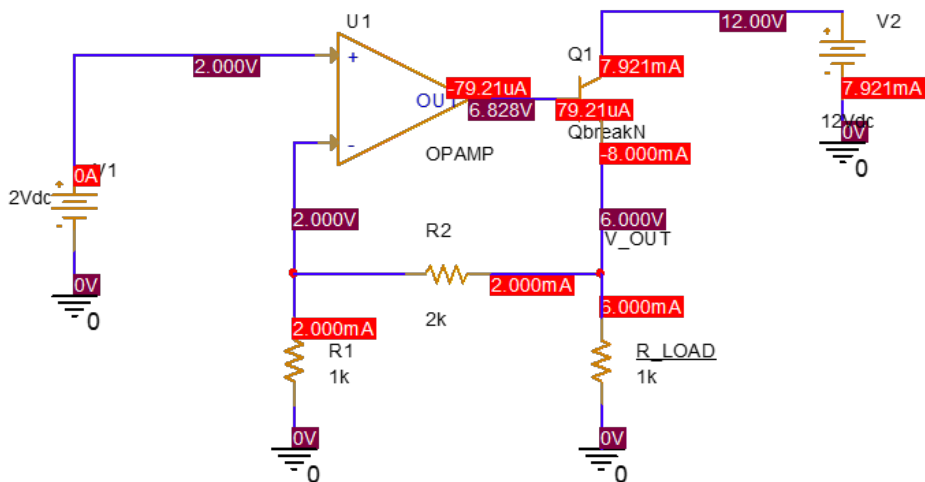 U1
12.00V
V2
Q1
2.000V
+
7.921mA
-79.21uA
OUT
6.828V
79.21uA
7.921mA
QbreakN
12Vdc
-
OPAMP
-8.000mA
0V
0
0A
V1
2Vdc
2.000V
6.000V
R2
V_OUT
0V
0
2.000mA
2k
6.000mA
2.000mA
R1
1k
R_LOAD
1k
0V
0
0V
0